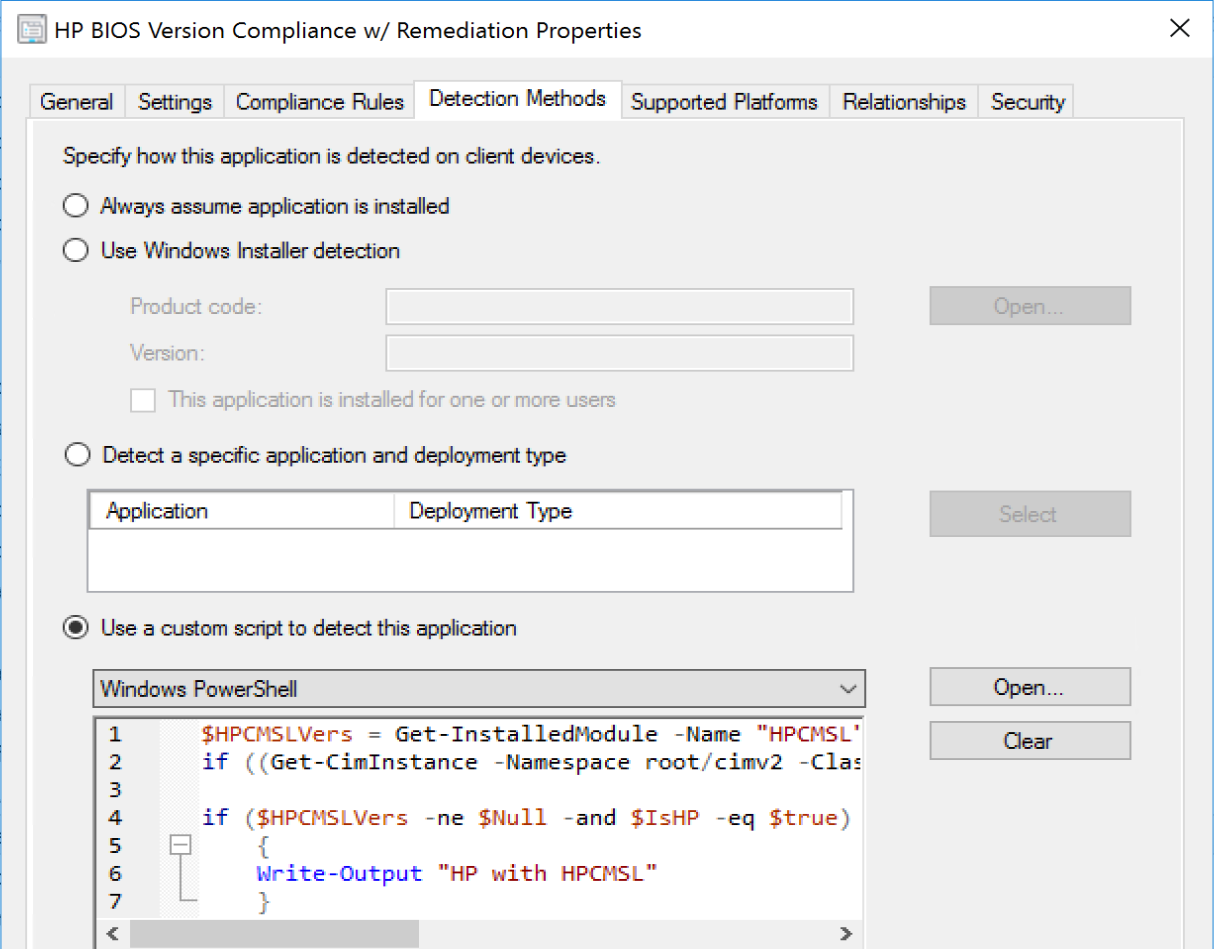 HP BIOS Version Compliance w/ Remediation Properties
General Settings Compliance Rules Detection Methods Supported Platforms Relationships Security
Specify how this application is detected on client devices.
Always assume application is installed
Use Windows Installer detection
Product code: Open...
Version:
This application is installed for one or more users
Detect a specific application and deployment type
Application Deployment Type
Select
Use a custom script to detect this application
Windows PowerShell Open...
Clear
1 $HPCMSLVers = Get-InstalledModule -Name "HPCMSL"
2 if ((Get-CimInstance -Namespace root/cimv2 -Clas
3
4 if ($HPCMSLVers -ne $Null -and $IsHP -eq $true)
5 {
6 Write-Output "HP with HPCMSL"
7 }